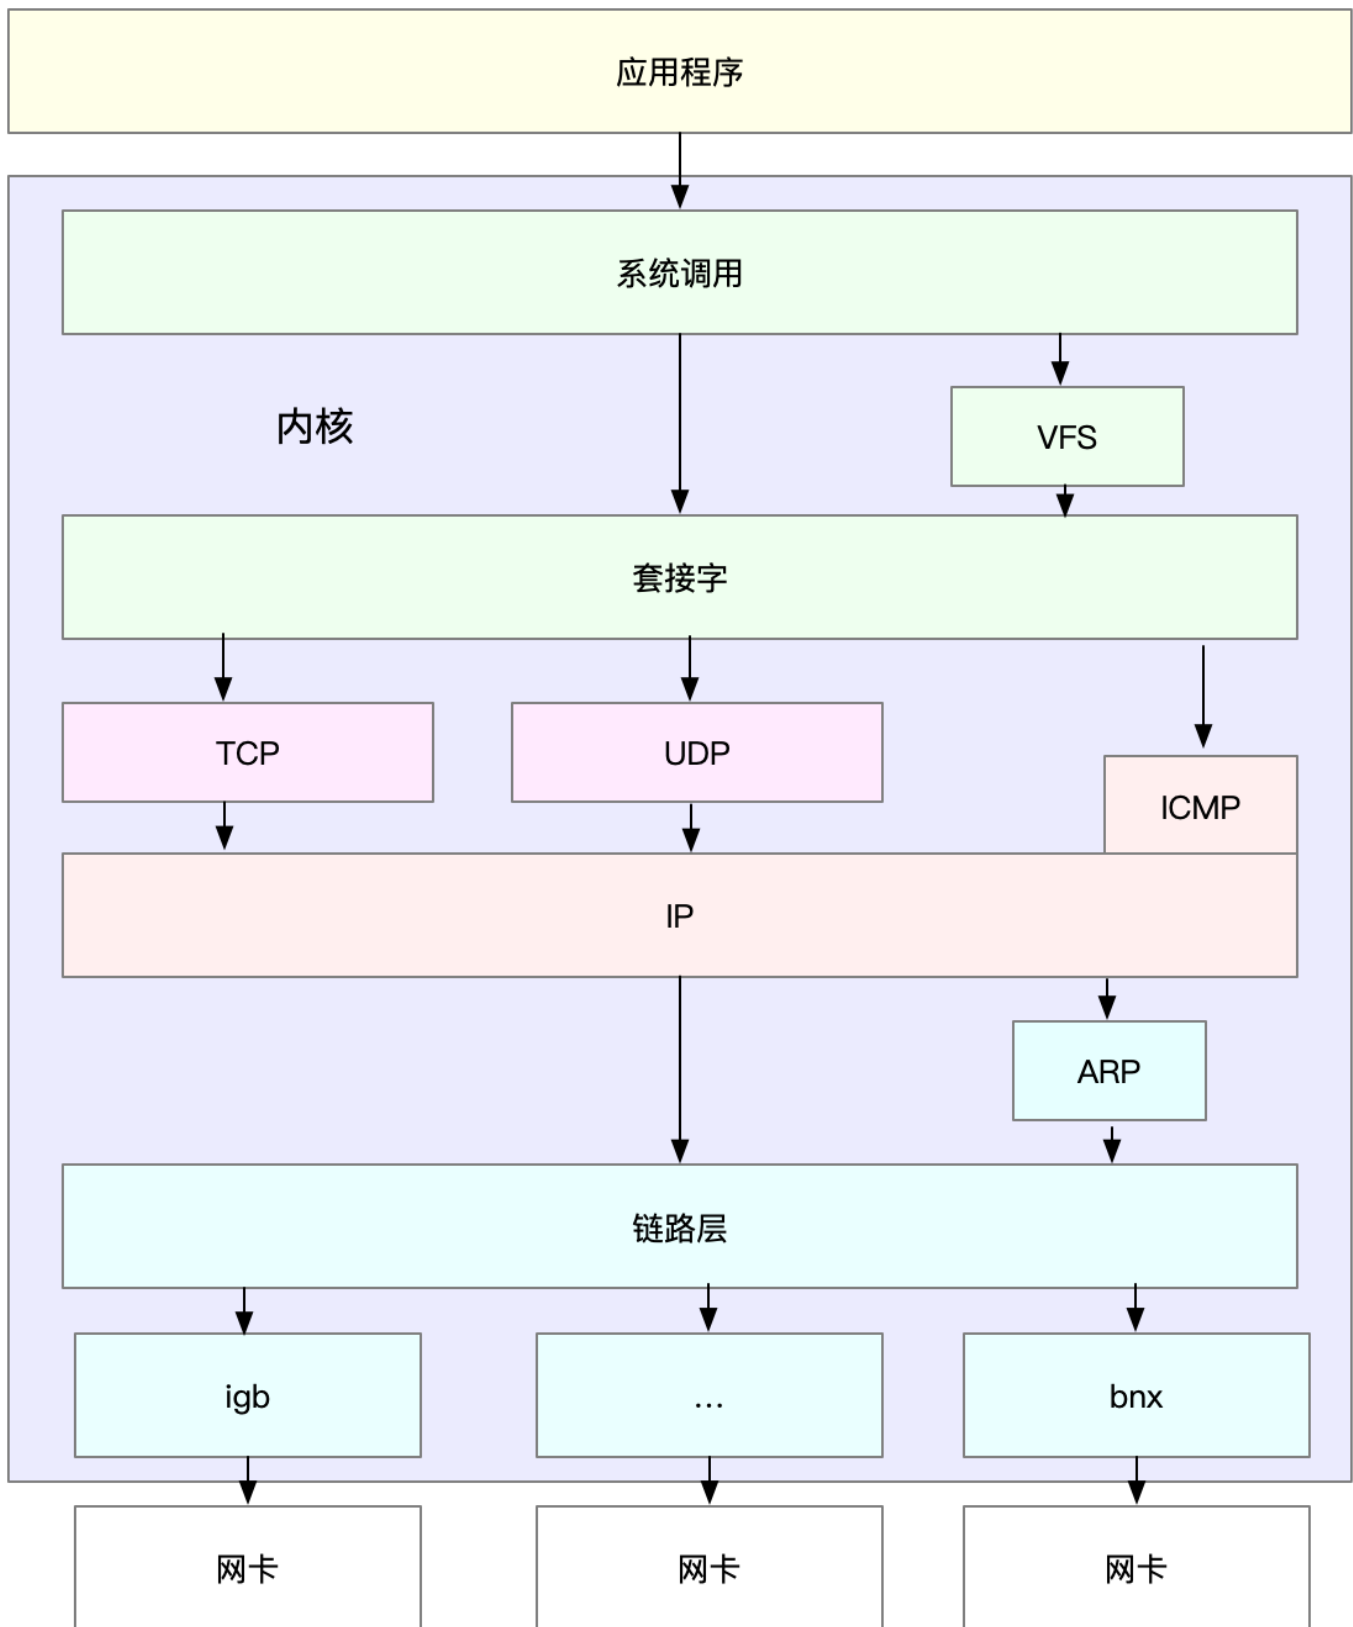 应用程序
系统调用
内核
VFS
套接字
TCP
UDP
ICMP
IP
ARP
链路层
igb
...
bnx
网卡
网卡
网卡